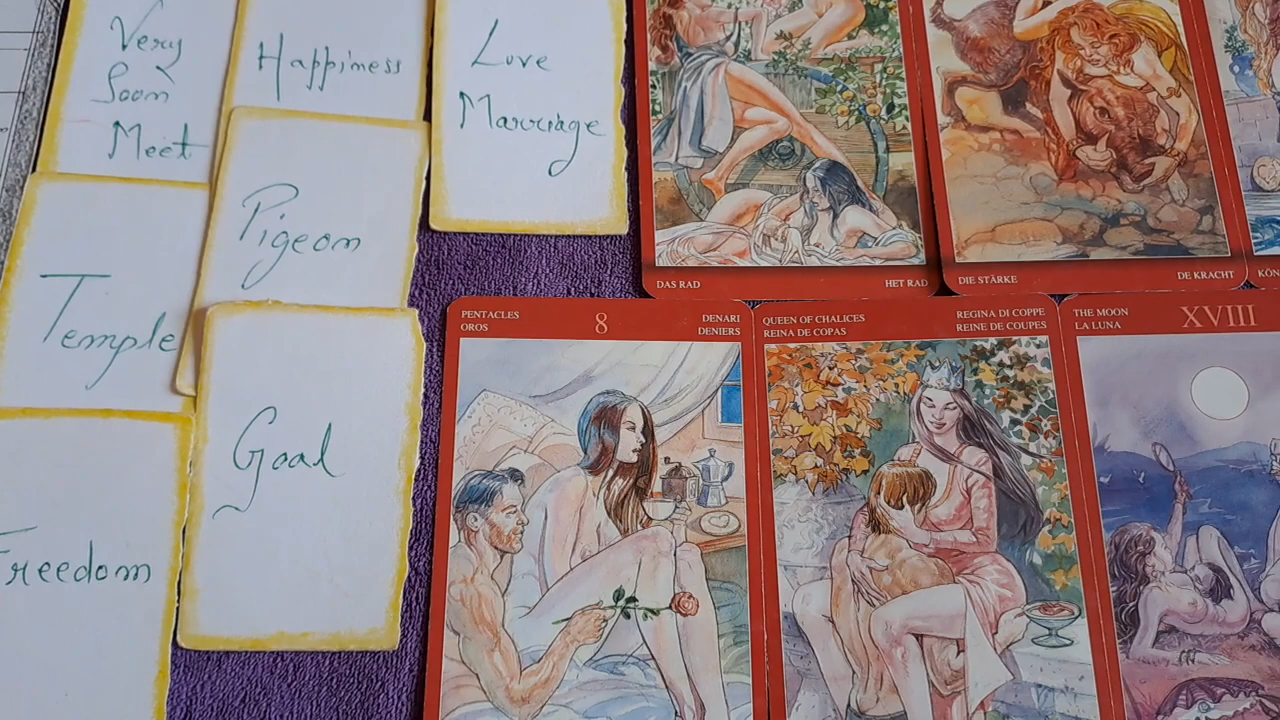 Very
Soon
Meet
Happiness
Love
Marriage
Pigeon
Temple
Goal
Freedom
DAS RAD
HET RAD
DIE STÄRKE
DE KRACHT
PENTACLES
OROS
8
DENARI
DENIERS
QUEEN OF CHALICES
REINA DE COPAS
REGINA DI COPPE
REINE DE COUPES
THE MOON
LA LUNA
XVIII